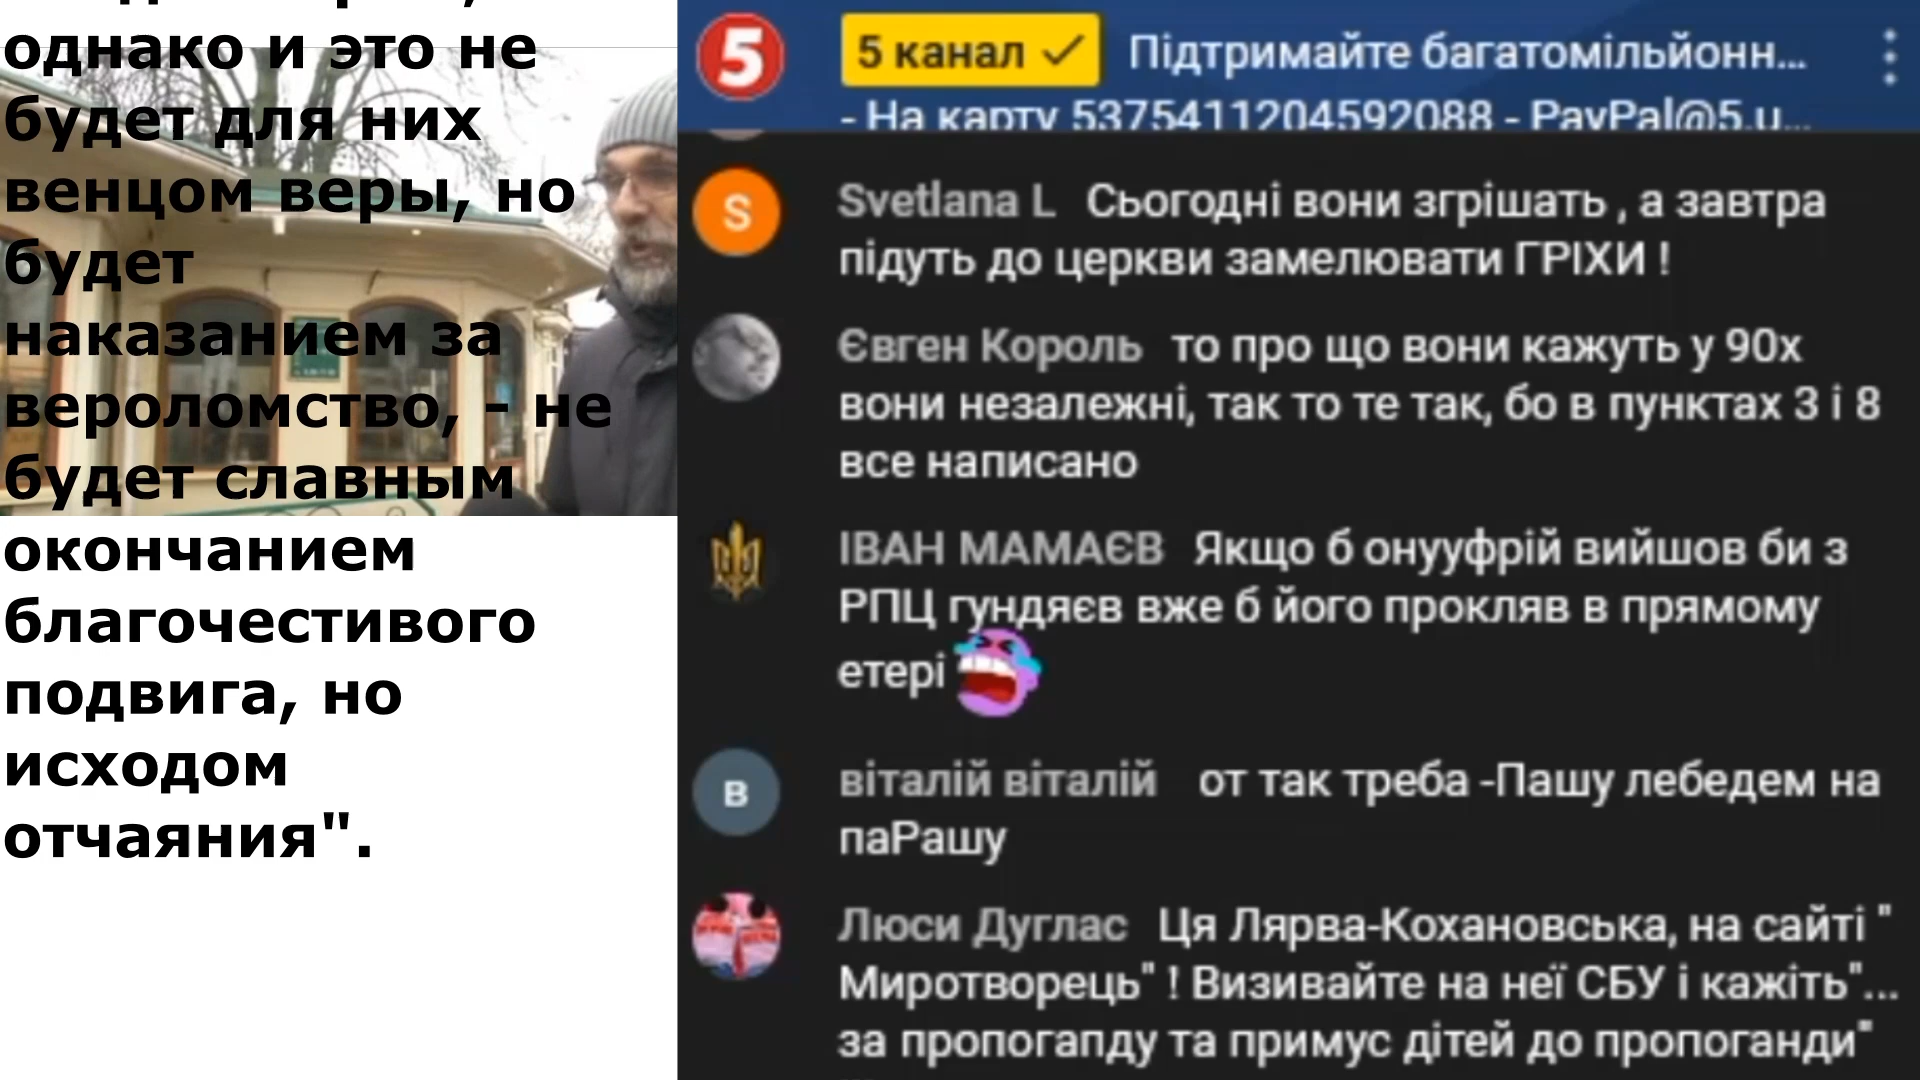 однако и это не
будет для них
венцом веры, но
будет
наказанием за
вероломство, - не
будет славным
окончанием
благочестивого
подвига, но
исходом
отчаяния".
5 канал Підтримайте багатомільйонн...
- На карту 5375411204592088 - PayPal@5.u...
Svetlana L Сьогодні вони згрішать , а завтра
підуть до церкви замелювати ГРІХИ !
Євген Король то про що вони кажуть у 90х
вони незалежні, так то те так, бо в пунктах 3 і 8
все написано
ІВАН МАМАЄВ Якщо б онууфрій вийшов би з
РПЦ гундяєв вже б його прокляв в прямому
етері
віталій віталій от так треба -Пашу лебедем на
паРашу
Люси Дуглас Ця Лярва-Кохановська, на сайті "
Миротворець" ! Визивайте на неї СБУ і кажіть"...
за пропогапду та примус дітей до пропоганди"